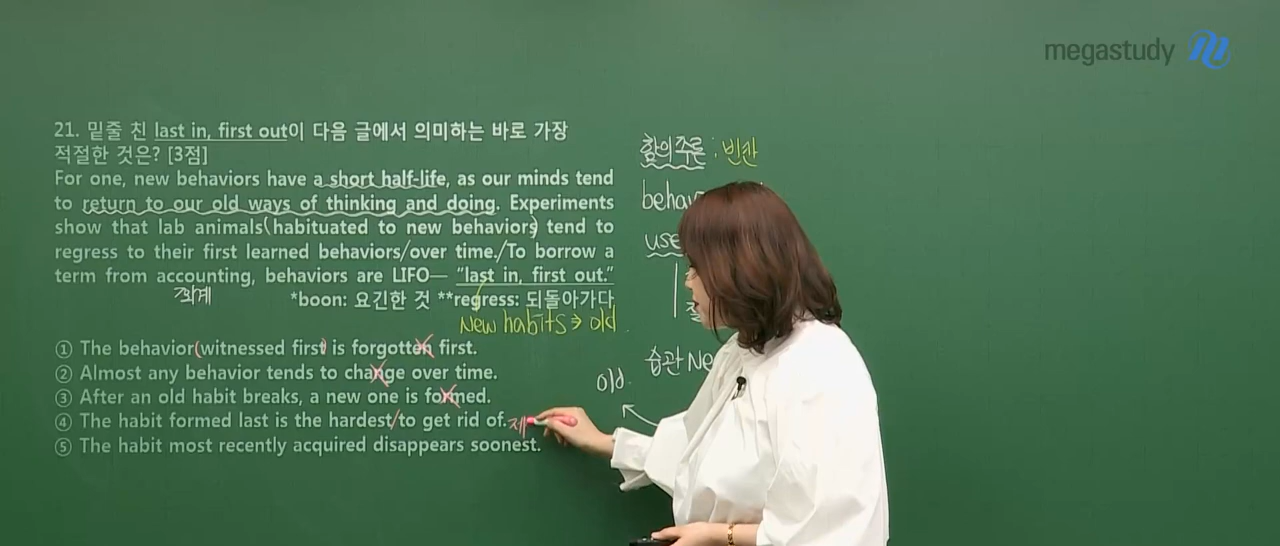 megastudy
21. 밑줄 친 last in, first out이 다음 글에서 의미하는 바로 가장
적절한 것은? [3점]
For one, new behaviors have a short half-life, as our minds tend
to return to our old ways of thinking and doing. Experiments
show that lab animals(habituated to new behaviors) tend to
regress to their first learned behaviors/over time./To borrow a
term from accounting, behaviors are LIFO— “last in, first out.”
회계
*boon: 요긴한 것 **regress: 되돌아가다
New habits → old
① The behavior(witnessed first) is forgotten first.
② Almost any behavior tends to change over time.
③ After an old habit breaks, a new one is formed.
④ The habit formed last is the hardest/to get rid of.
⑤ The habit most recently acquired disappears soonest.
함의추론 : 빈칸
behav
use
습관 Ne
old.